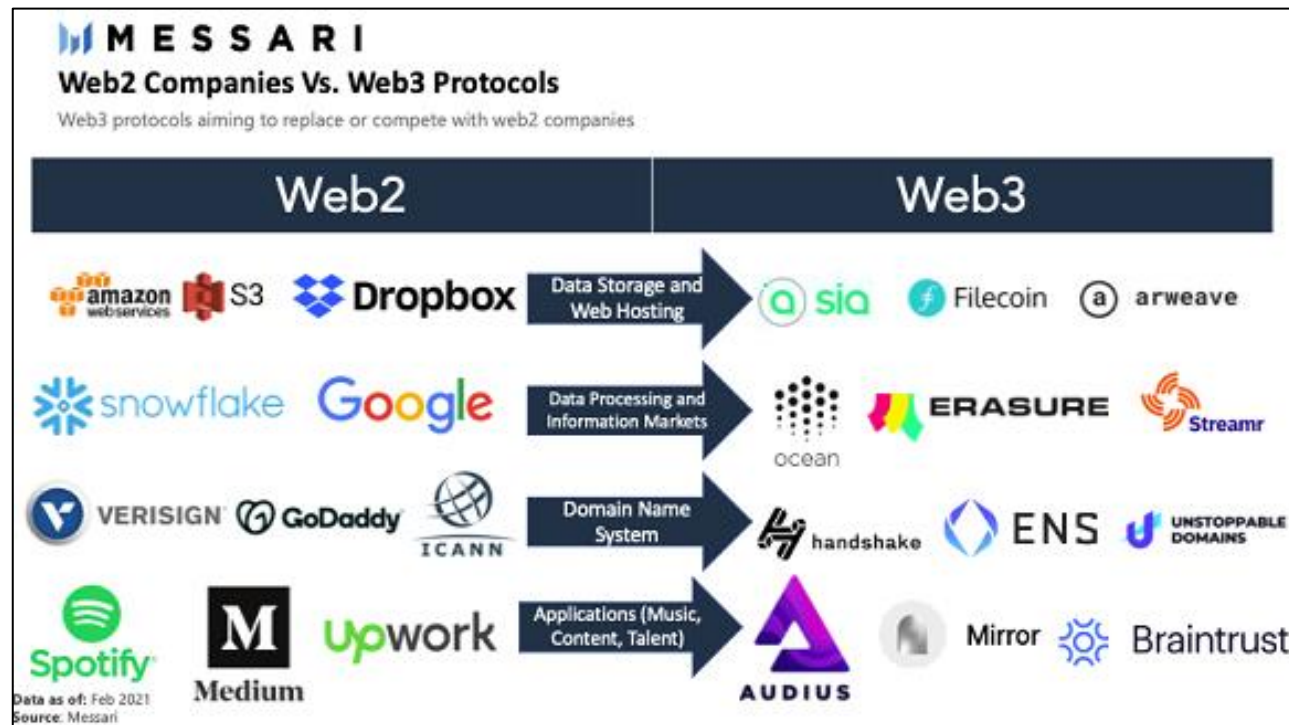 MESSARI
Web2 Companies Vs. Web3 Protocols
Web3 protocols aiming to replace or compete with web2 companies
Web2 Web3
amazon webservices S3 Dropbox Data Storage and Web Hosting sia Filecoin arweave
snowflake Google Data Processing and Information Markets ocean ERASURE Streamr
VERISIGN GoDaddy ICANN Domain Name System handshake ENS UNSTOPPABLE DOMAINS
Spotify Medium upwork Applications (Music, Content, Talent) AUDIUS Mirror Braintrust
Data as of: Feb 2021
Source: Messari